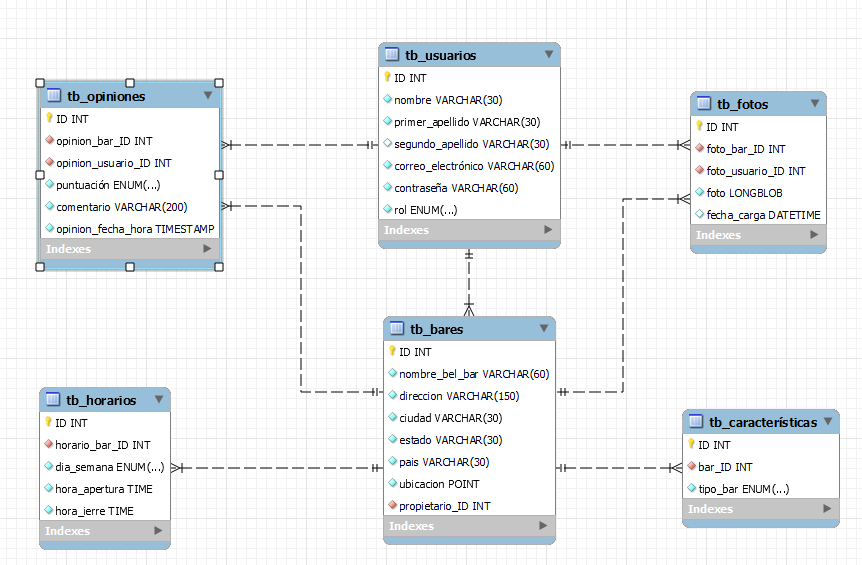 tb_usuarios
ID INT
nombre VARCHAR(30)
primer_apellido VARCHAR(30)
segundo_apellido VARCHAR(30)
correo_electrónico VARCHAR(60)
contraseña VARCHAR(60)
rol ENUM(...)
Indexes
tb_opiniones
ID INT
opinion_bar_ID INT
opinion_usuario_ID INT
puntuación ENUM(...)
comentario VARCHAR(200)
opinion_fecha_hora TIMESTAMP
Indexes
tb_fotos
ID INT
foto_bar_ID INT
foto_usuario_ID INT
foto LONGBLOB
fecha_carga DATETIME
Indexes
tb_bares
ID INT
nombre_bel_bar VARCHAR(60)
direccion VARCHAR(150)
ciudad VARCHAR(30)
estado VARCHAR(30)
pais VARCHAR(30)
ubicacion POINT
propietario_ID INT
Indexes
tb_horarios
ID INT
horario_bar_ID INT
dia_semana ENUM(...)
hora_apertura TIME
hora_ierre TIME
Indexes
tb_características
ID INT
bar_ID INT
tipo_bar ENUM(...)
Indexes